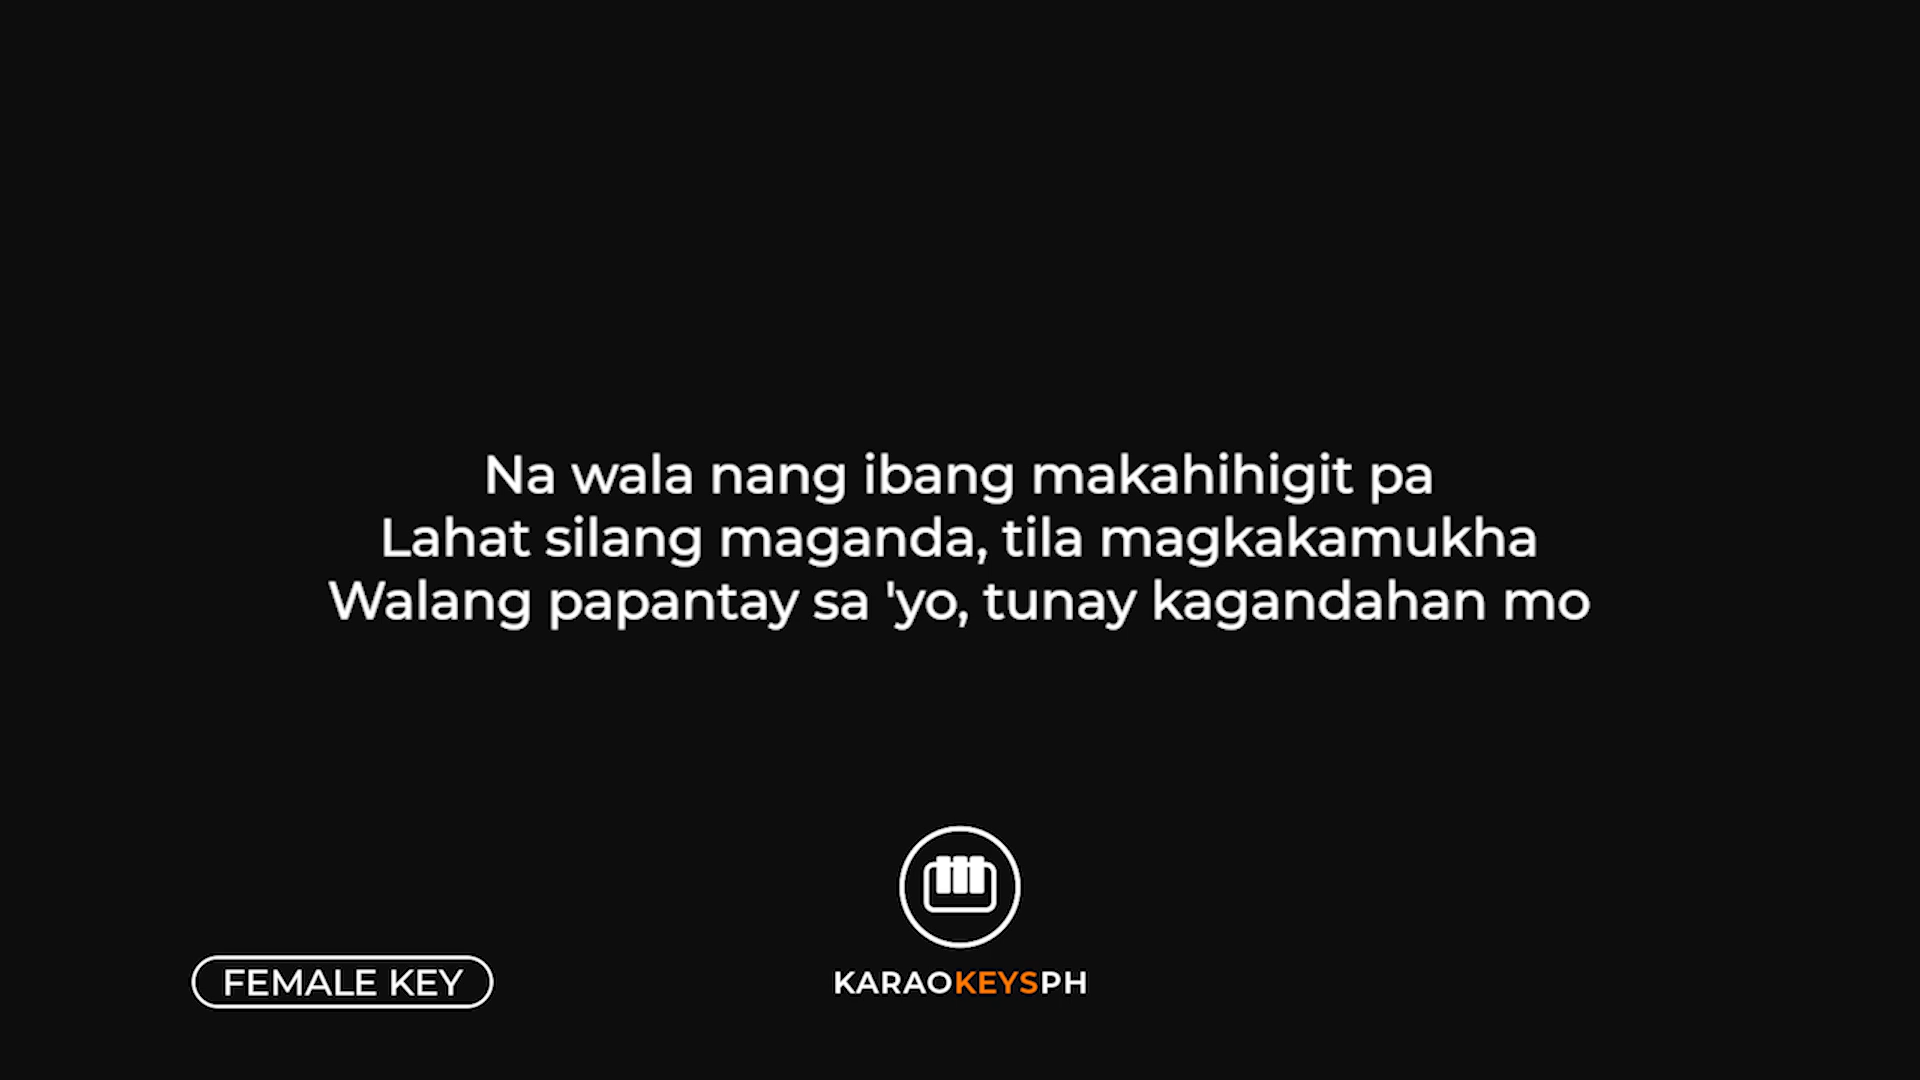 Na wala nang ibang makahihigit pa
Lahat silang maganda, tila magkakamukha
Walang papantay sa 'yo, tunay kagandahan mo
FEMALE KEY
KARAOKEYSPH